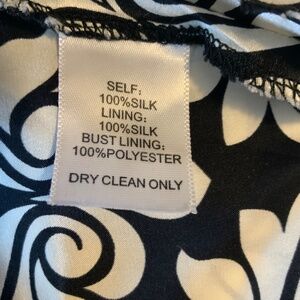 SELF:
100%SILK
LINING:
100%SILK
BUST LINING:
100%POLYESTER
DRY CLEAN ONLY